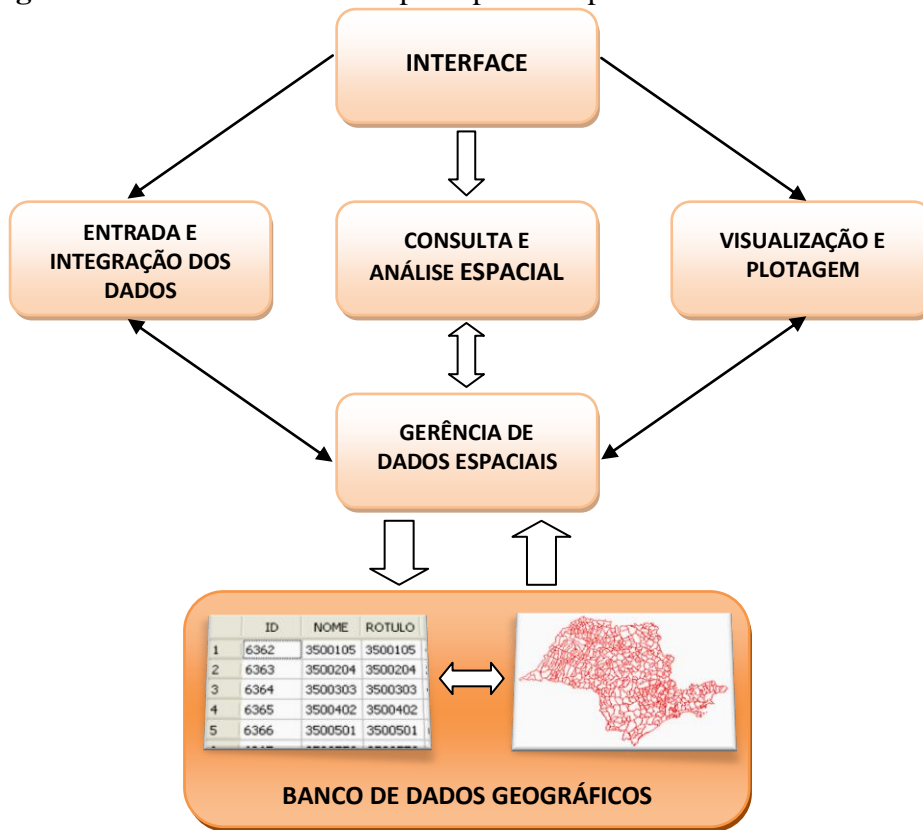 INTERFACE
ENTRADA E
INTEGRAÇÃO DOS
DADOS
CONSULTA E
ANÁLISE ESPACIAL
VISUALIZAÇÃO E
PLOTAGEM
GERÊNCIA DE
DADOS ESPACIAIS
ID NOME ROTULO
1 6362 3500105 3500105
2 6363 3500204 3500204
3 6364 3500303 3500303
4 6365 3500402 3500402
5 6366 3500501 3500501
BANCO DE DADOS GEOGRÁFICOS